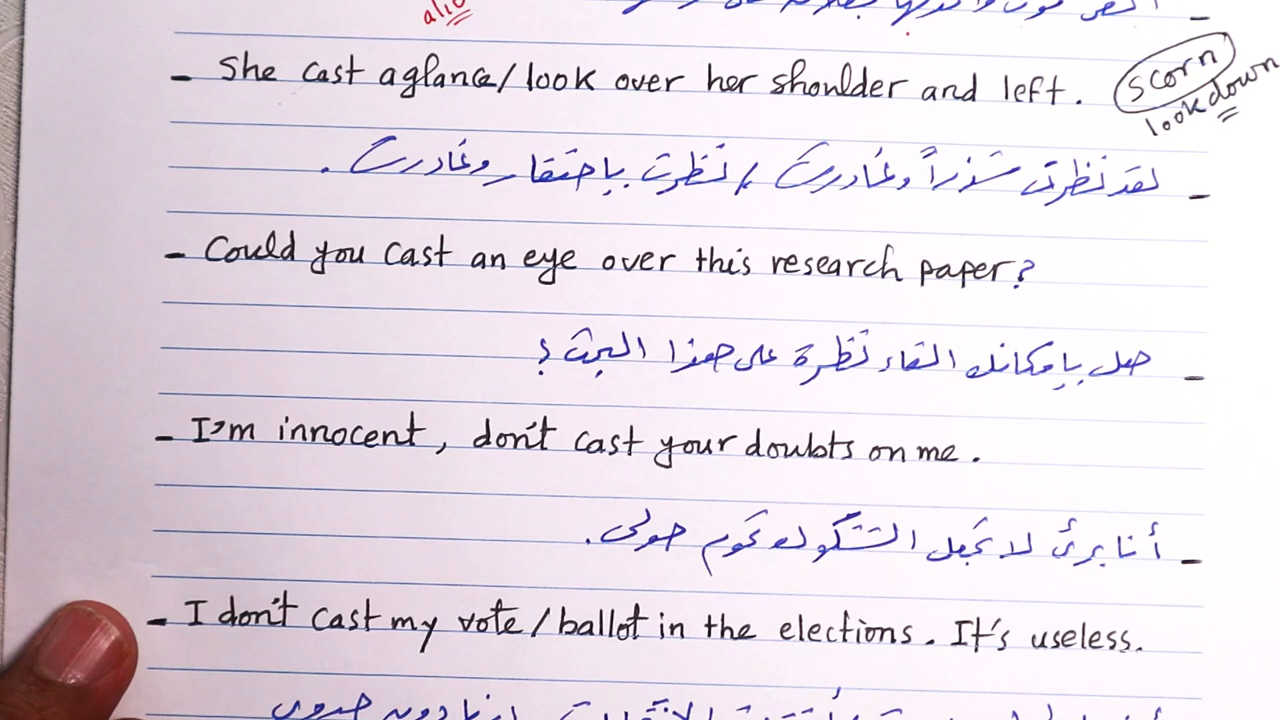 - She cast a glance/look over her shoulder and left.
scorn
look down
- لقد نظرت شزراً وغادرت / نظرت باحتقار وغادرت.
- Could you cast an eye over this research paper?
- هل بإمكانك القاء نظرة على هذا البحث؟
- I'm innocent, don't cast your doubts on me.
- أنا برئ لا تجعل الشكوك تحوم حولي.
- I don't cast my vote/ballot in the elections. It's useless.